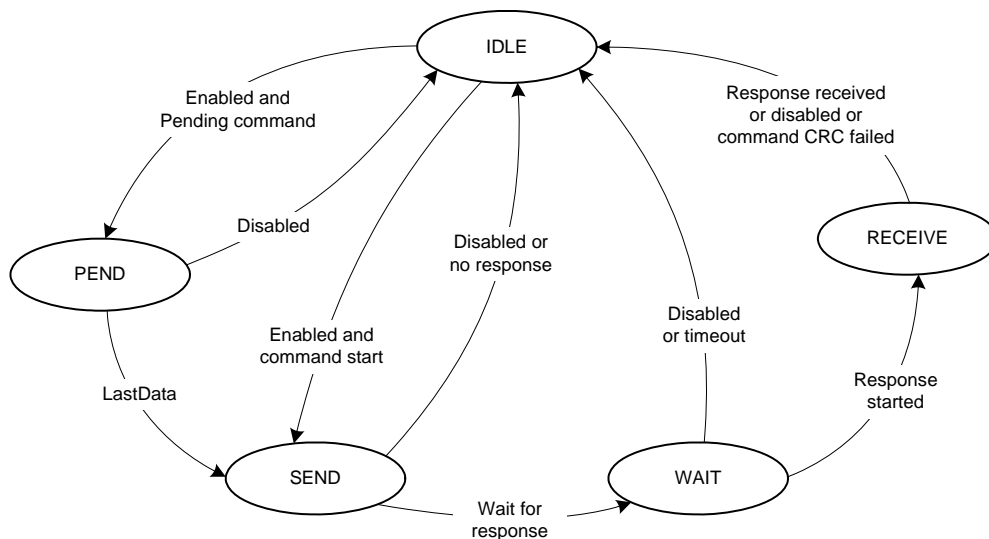 IDLE
Enabled and
Pending command
Response received
or disabled or
command CRC failed
Disabled
Disabled or
no response
RECEIVE
PEND
Enabled and
command start
Disabled
or timeout
LastData
Response
started
SEND
WAIT
Wait for
response